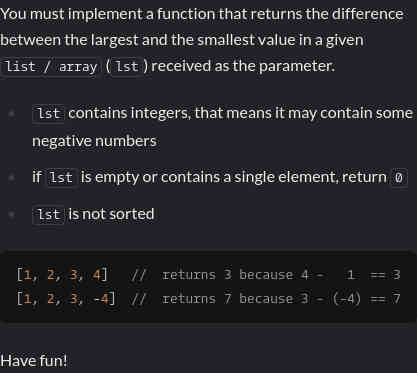 You must implement a function that returns the difference
between the largest and the smallest value in a given
list / array (lst) received as the parameter.
lst contains integers, that means it may contain some
negative numbers
if lst is empty or contains a single element, return 0
lst is not sorted
[1, 2, 3, 4]   //  returns 3 because 4 -   1  == 3
[1, 2, 3, -4]  //  returns 7 because 3 - (-4) == 7
Have fun!